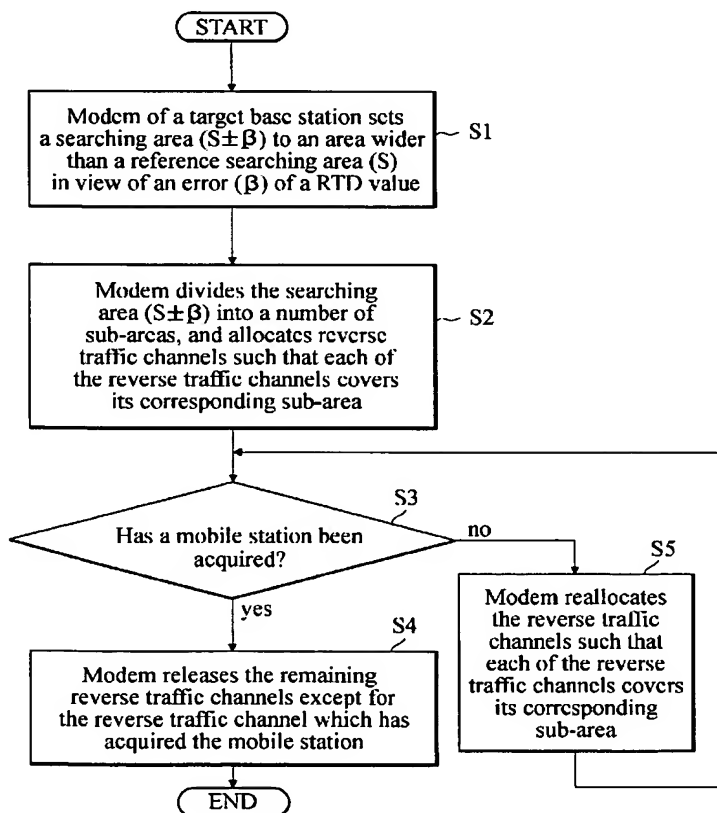 START
Modem of a target base station sets
a searching area (S±β) to an area wider
than a reference searching area (S)
in view of an error (β) of a RTD value
S1
Modem divides the searching
area (S±β) into a number of
sub-areas, and allocates reverse
traffic channels such that each of
the reverse traffic channels covers
its corresponding sub-area
S2
S3
Has a mobile station been
acquired?
no
yes
S5
Modem reallocates
the reverse traffic
channels such that
each of the reverse
traffic channels covers
its corresponding
sub-area
S4
Modem releases the remaining
reverse traffic channels except for
the reverse traffic channel which has
acquired the mobile station
END